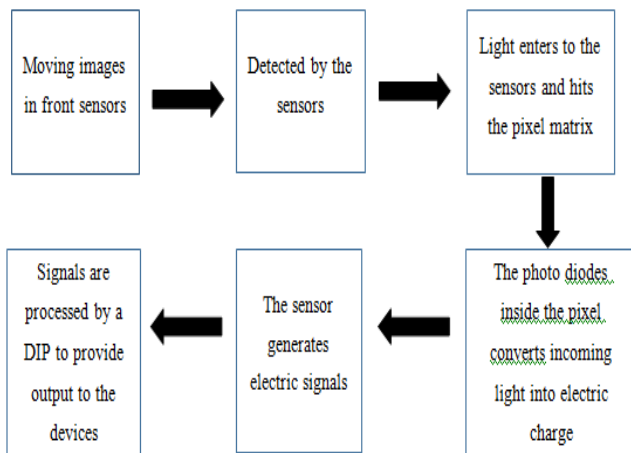 Moving images
in front sensors
Detected by the
sensors
Light enters to the
sensors and hits
the pixel matrix
The photo diodes
inside the pixel
converts incoming
light into electric
charge
The sensor
generates
electric signals
Signals are
processed by a
DIP to provide
output to the
devices